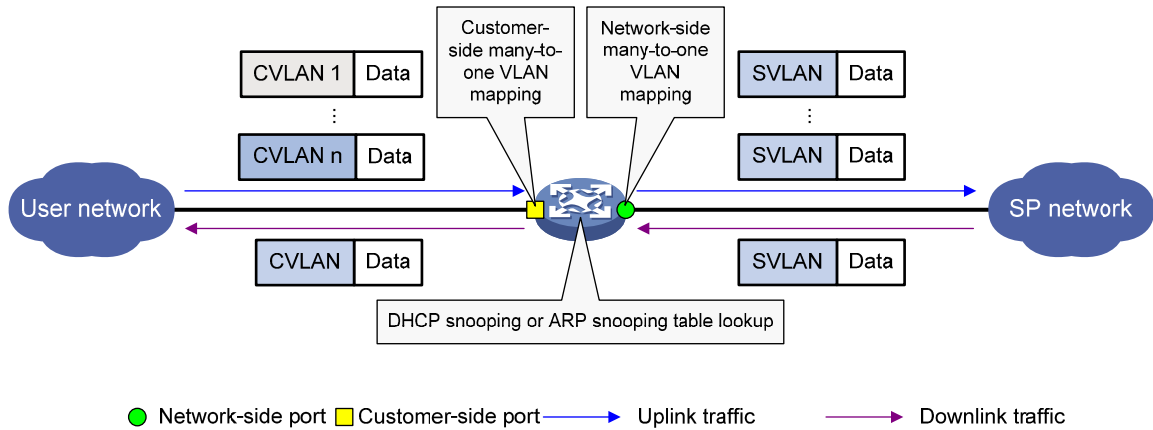 Customer-
side many-to-
one VLAN
mapping
Network-side
many-to-one
VLAN
mapping
CVLAN 1 Data
SVLAN Data
⋮
⋮
CVLAN n Data
SVLAN Data
User network
SP network
CVLAN Data
SVLAN Data
DHCP snooping or ARP snooping table lookup
Network-side port Customer-side port Uplink traffic Downlink traffic